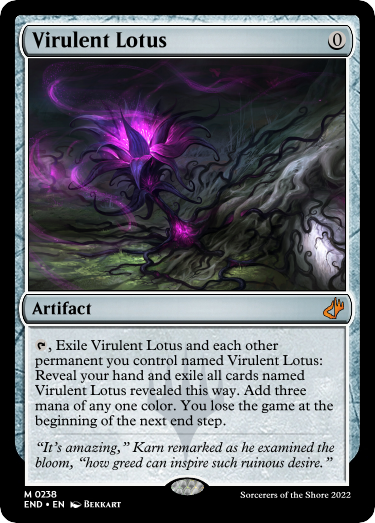 Virulent Lotus 0
Artifact
, Exile Virulent Lotus and each other
permanent you control named Virulent Lotus:
Reveal your hand and exile all cards named
Virulent Lotus revealed this way. Add three
mana of any one color. You lose the game at the
beginning of the next end step.
“It’s amazing,” Karn remarked as he examined the
bloom, “how greed can inspire such ruinous desire.”
M 0238
END • EN Bekkart
Sorcerers of the Shore 2022